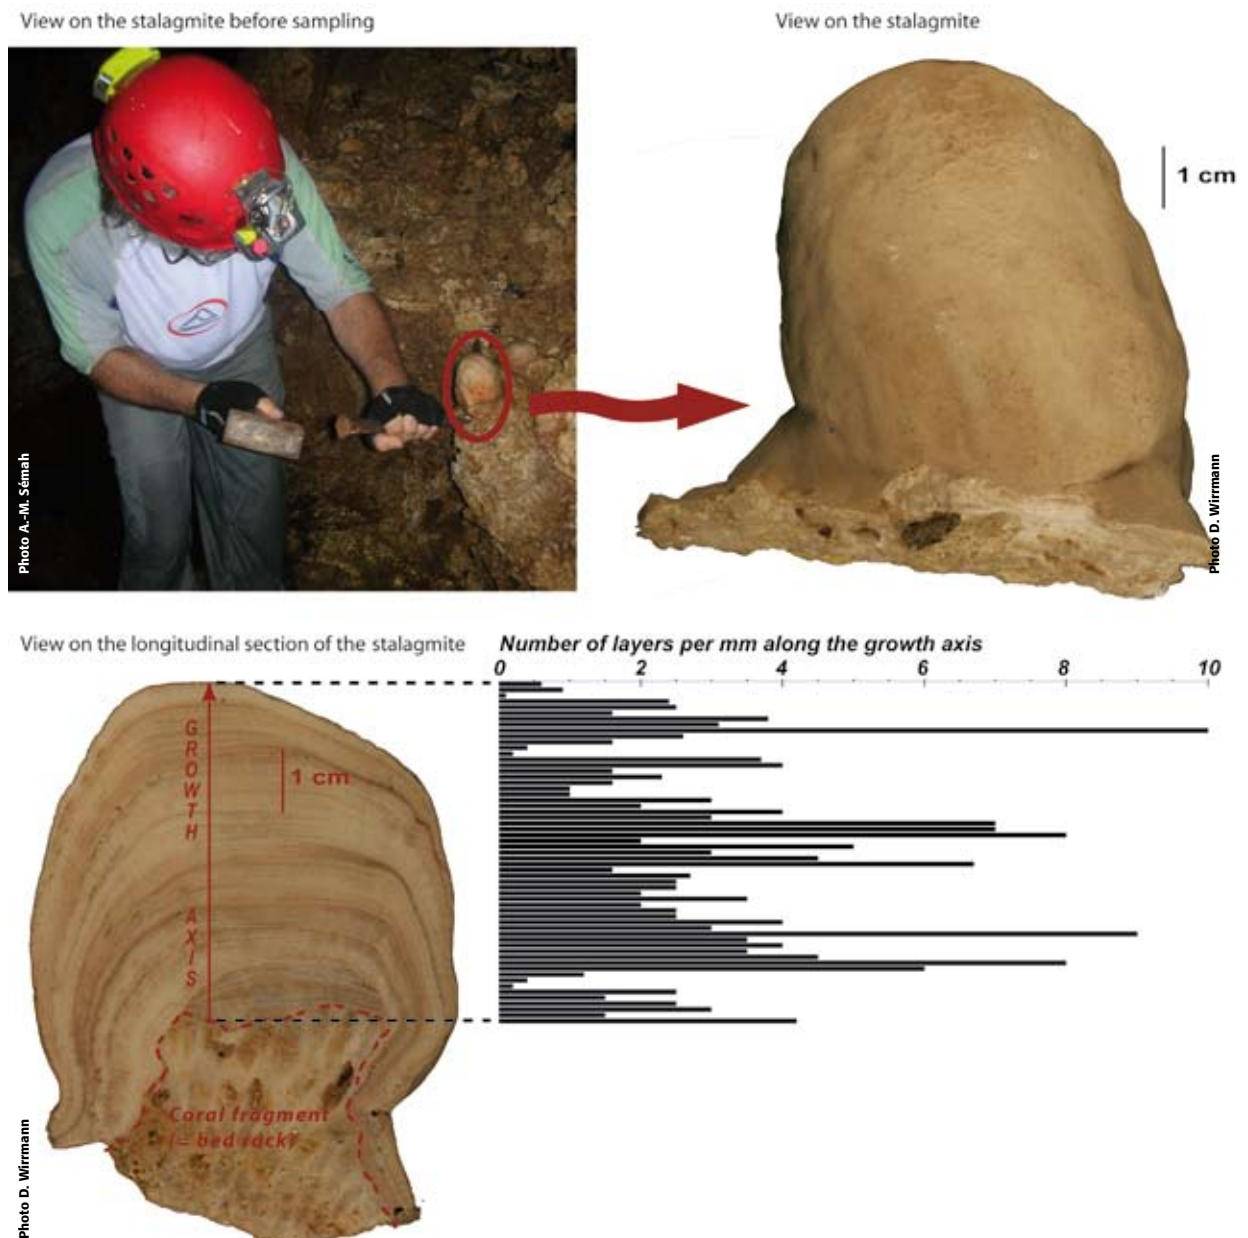 View on the stalagmite before sampling
View on the stalagmite
1 cm
Photo A.-M. Sémah
Photo D. Wirrmann
View on the longitudinal section of the stalagmite
Number of layers per mm along the growth axis
0 2 4 6 8 10
GROWTH AXIS
1 cm
Coral fragment
(= bed rock)
Photo D. Wirrmann